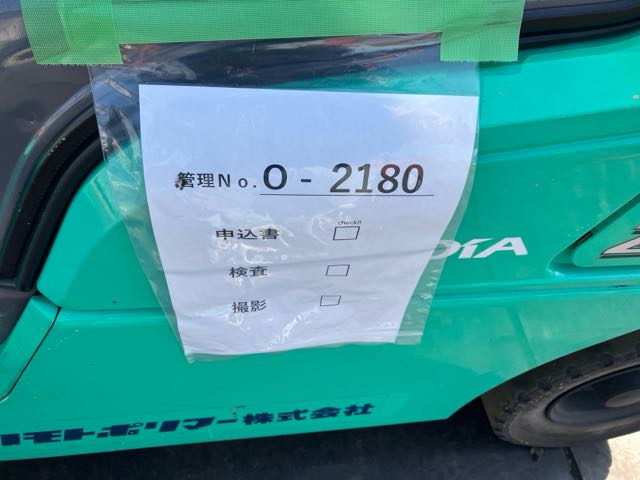 管理No. O - 2180
check!!
申込書 □
検査 □
撮影 □
モトポリマー株式会社